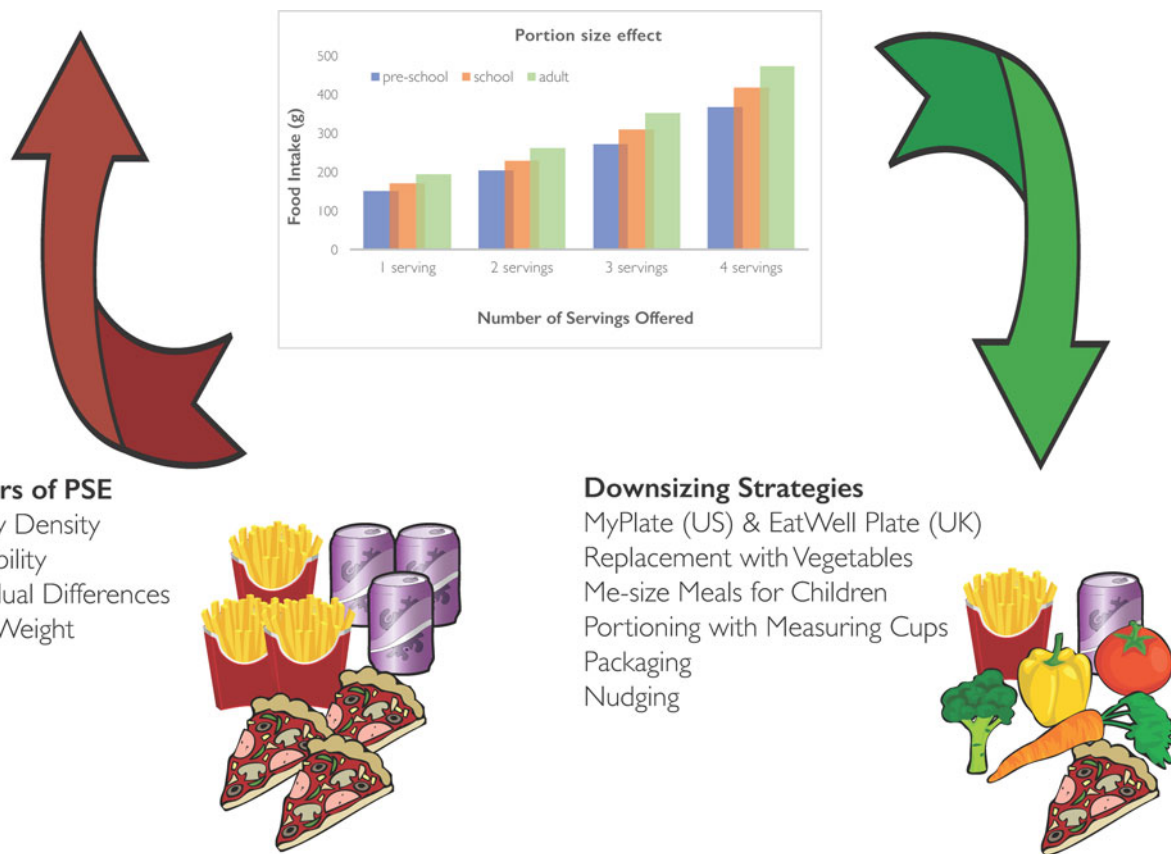 Portion size effect
500
pre-school school adult
400
300
200
100
0
Food Intake (g)
1 serving 2 servings 3 servings 4 servings
Number of Servings Offered
rs of PSE
y Density
bility
dual Differences
Weight
Downsizing Strategies
MyPlate (US) & EatWell Plate (UK)
Replacement with Vegetables
Me-size Meals for Children
Portioning with Measuring Cups
Packaging
Nudging